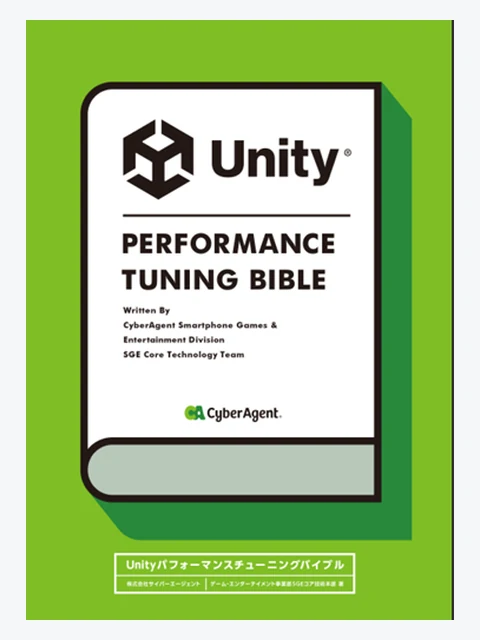 Unity®
PERFORMANCE
TUNING BIBLE
Written By
CyberAgent Smartphone Games &
Entertainment Division
SGE Core Technology Team
CA CyberAgent®
Unityパフォーマンスチューニングバイブル
株式会社サイバーエージェント ゲーム・エンターテイメント事業部SGEコア技術本部 著